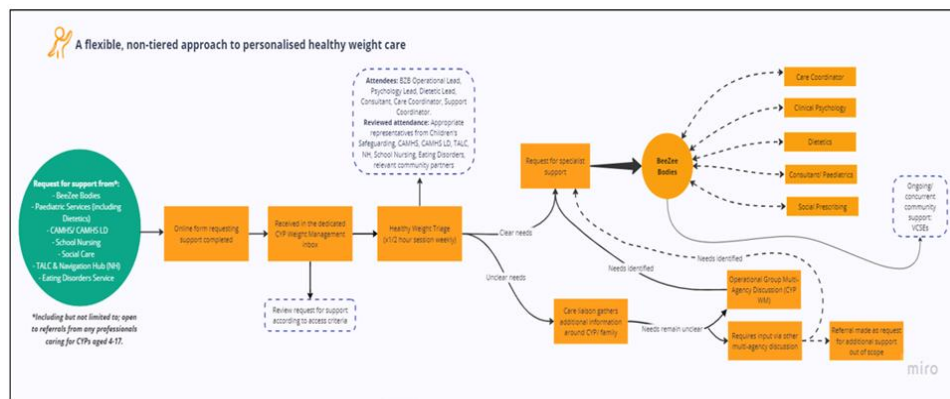 A flexible, non-tiered approach to personalised healthy weight care
Attendees: BZB Operational Lead,
Psychology Lead, Dietetic Lead,
Consultant, Care Coordinator, Support
Coordinator.
Reviewed attendance: Appropriate
representatives from Children's
Safeguarding, CAMHS, CAMHS LD, TALC,
NH, School Nursing, Eating Disorders,
relevant community partners
Request for support from*:
- BeeZee Bodies
- Paediatric Services (including
Dietetics)
- CAMHS/ CAMHS LD
- School Nursing
- Social Care
- TALC & Navigation Hub (NH)
- Eating Disorders Service
*Including but not limited to; open
to referrals from any professionals
caring for CYPs aged 4-17.
Online form requesting
support completed
Received in the dedicated
CYP Weight Management
inbox
Review request for support
according to access criteria
Healthy Weight Triage
(x1/2 hour session weekly)
Clear needs
Unclear needs
Request for specialist
support
BeeZee
Bodies
Care Coordinator
Clinical Psychology
Dietetics
Consultant/ Paediatrics
Social Prescribing
Ongoing/
concurrent
community
support:
VCSEs
Needs identified
Needs identified
Care liaison gathers
additional information
around CYP/ family
Needs remain unclear
Operational Group Multi-
Agency Discussion (CYP
WM)
Requires input via other
multi-agency discussion
Referral made as request
for additional support
out of scope
miro